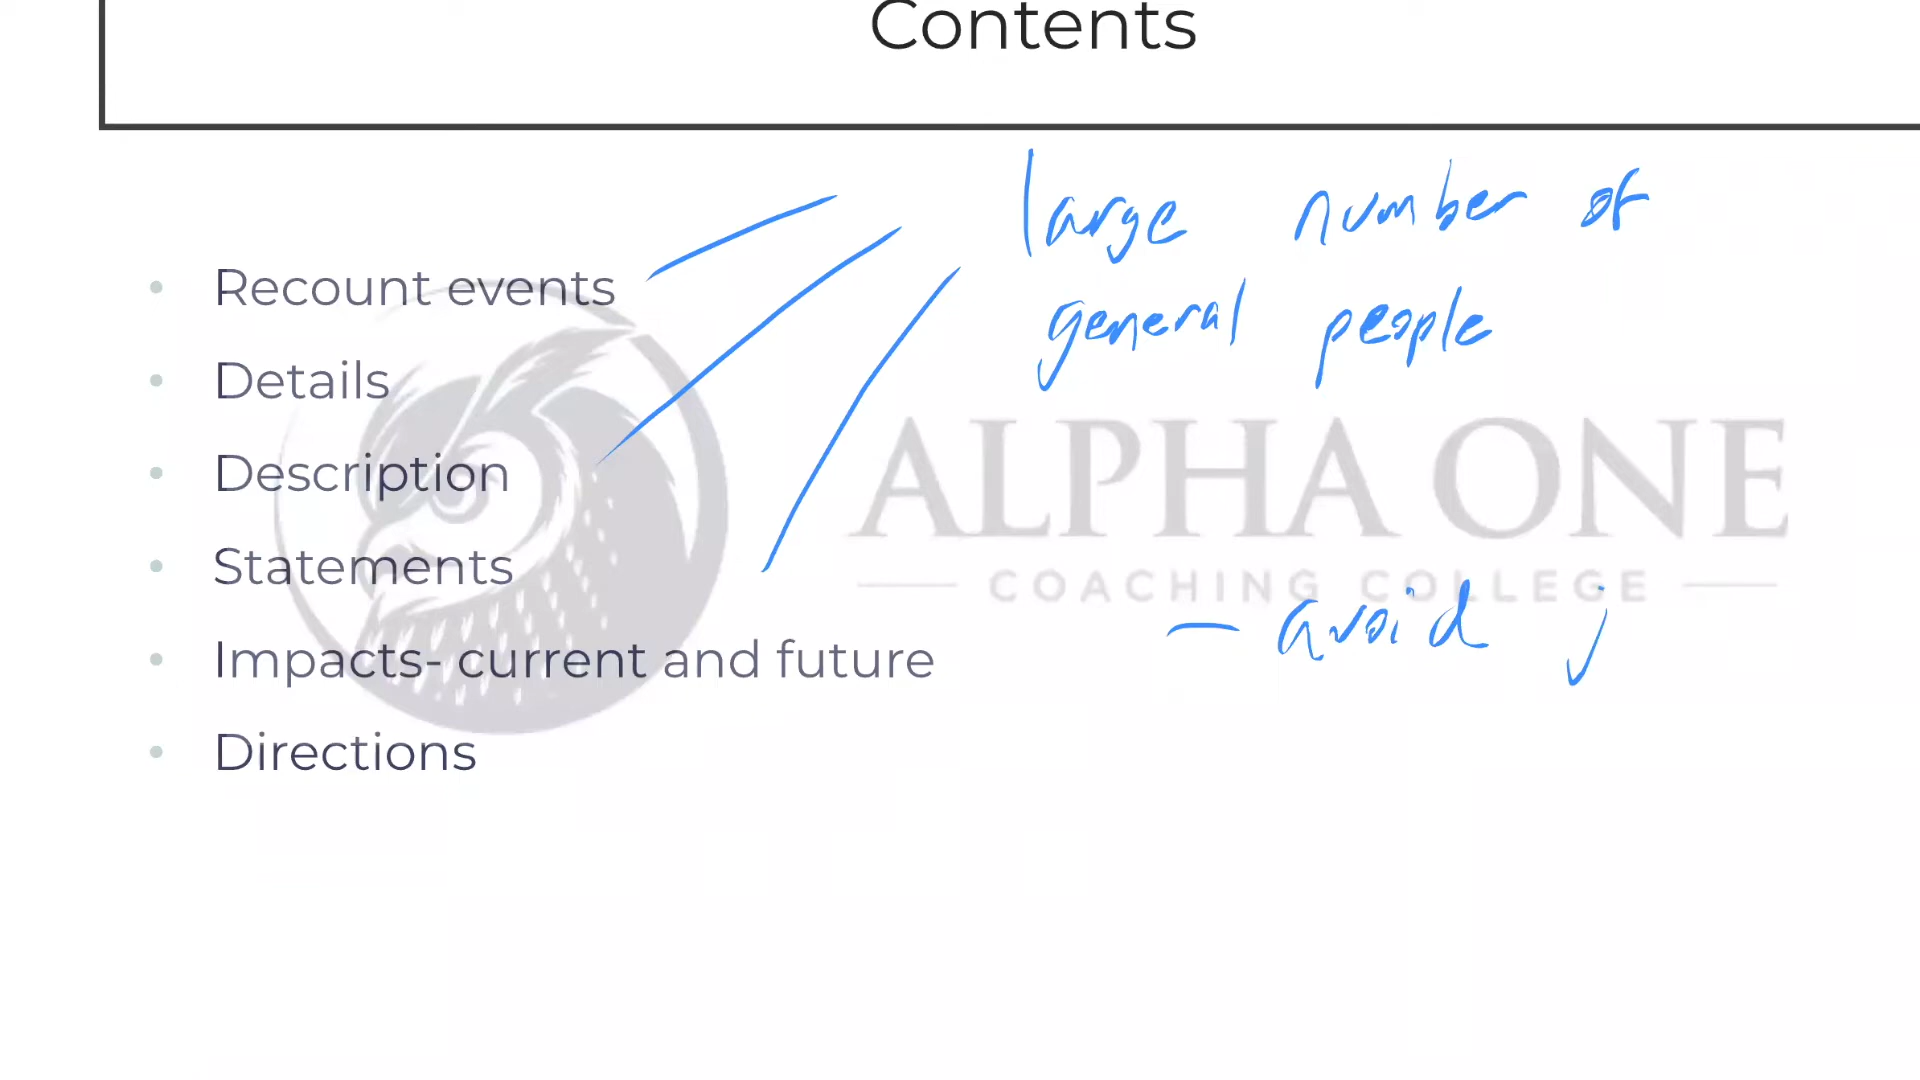 Contents
large number of
general people
• Recount events
• Details
• Description
• Statements
• Impacts- current and future
• Directions
ALPHA ONE
COACHING COLLEGE
— avoid j